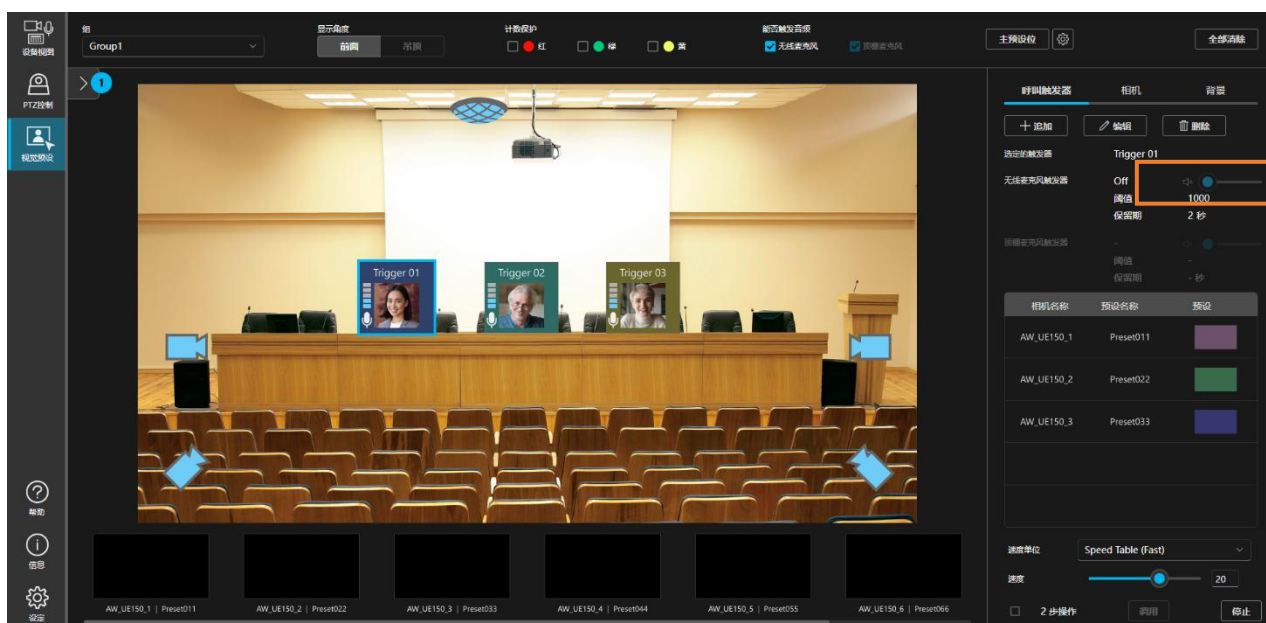 设备视图
PTZ控制
视觉预设
帮助
信息
设定
组
Group1
显示角度
前面 吊顶
计数保护
红 绿 黄
能否触发音频
无线麦克风 顶棚麦克风
主预设位 全部消除
1
Trigger 01 Trigger 02 Trigger 03
AW_UE150_1 | Preset011 AW_UE150_2 | Preset022 AW_UE150_3 | Preset033 AW_UE150_4 | Preset044 AW_UE150_5 | Preset055 AW_UE150_6 | Preset066
呼叫触发器 相机 背景
追加 编辑 删除
选定的触发器 Trigger 01
无线麦克风触发器 Off
阈值 1000
保留期 2 秒
顶棚麦克风触发器 -
阈值 -
保留期 - 秒
相机名称 预设名称 预设
AW_UE150_1 Preset011
AW_UE150_2 Preset022
AW_UE150_3 Preset033
速度单位 Speed Table (Fast)
速度 20
2 步操作 调用 停止